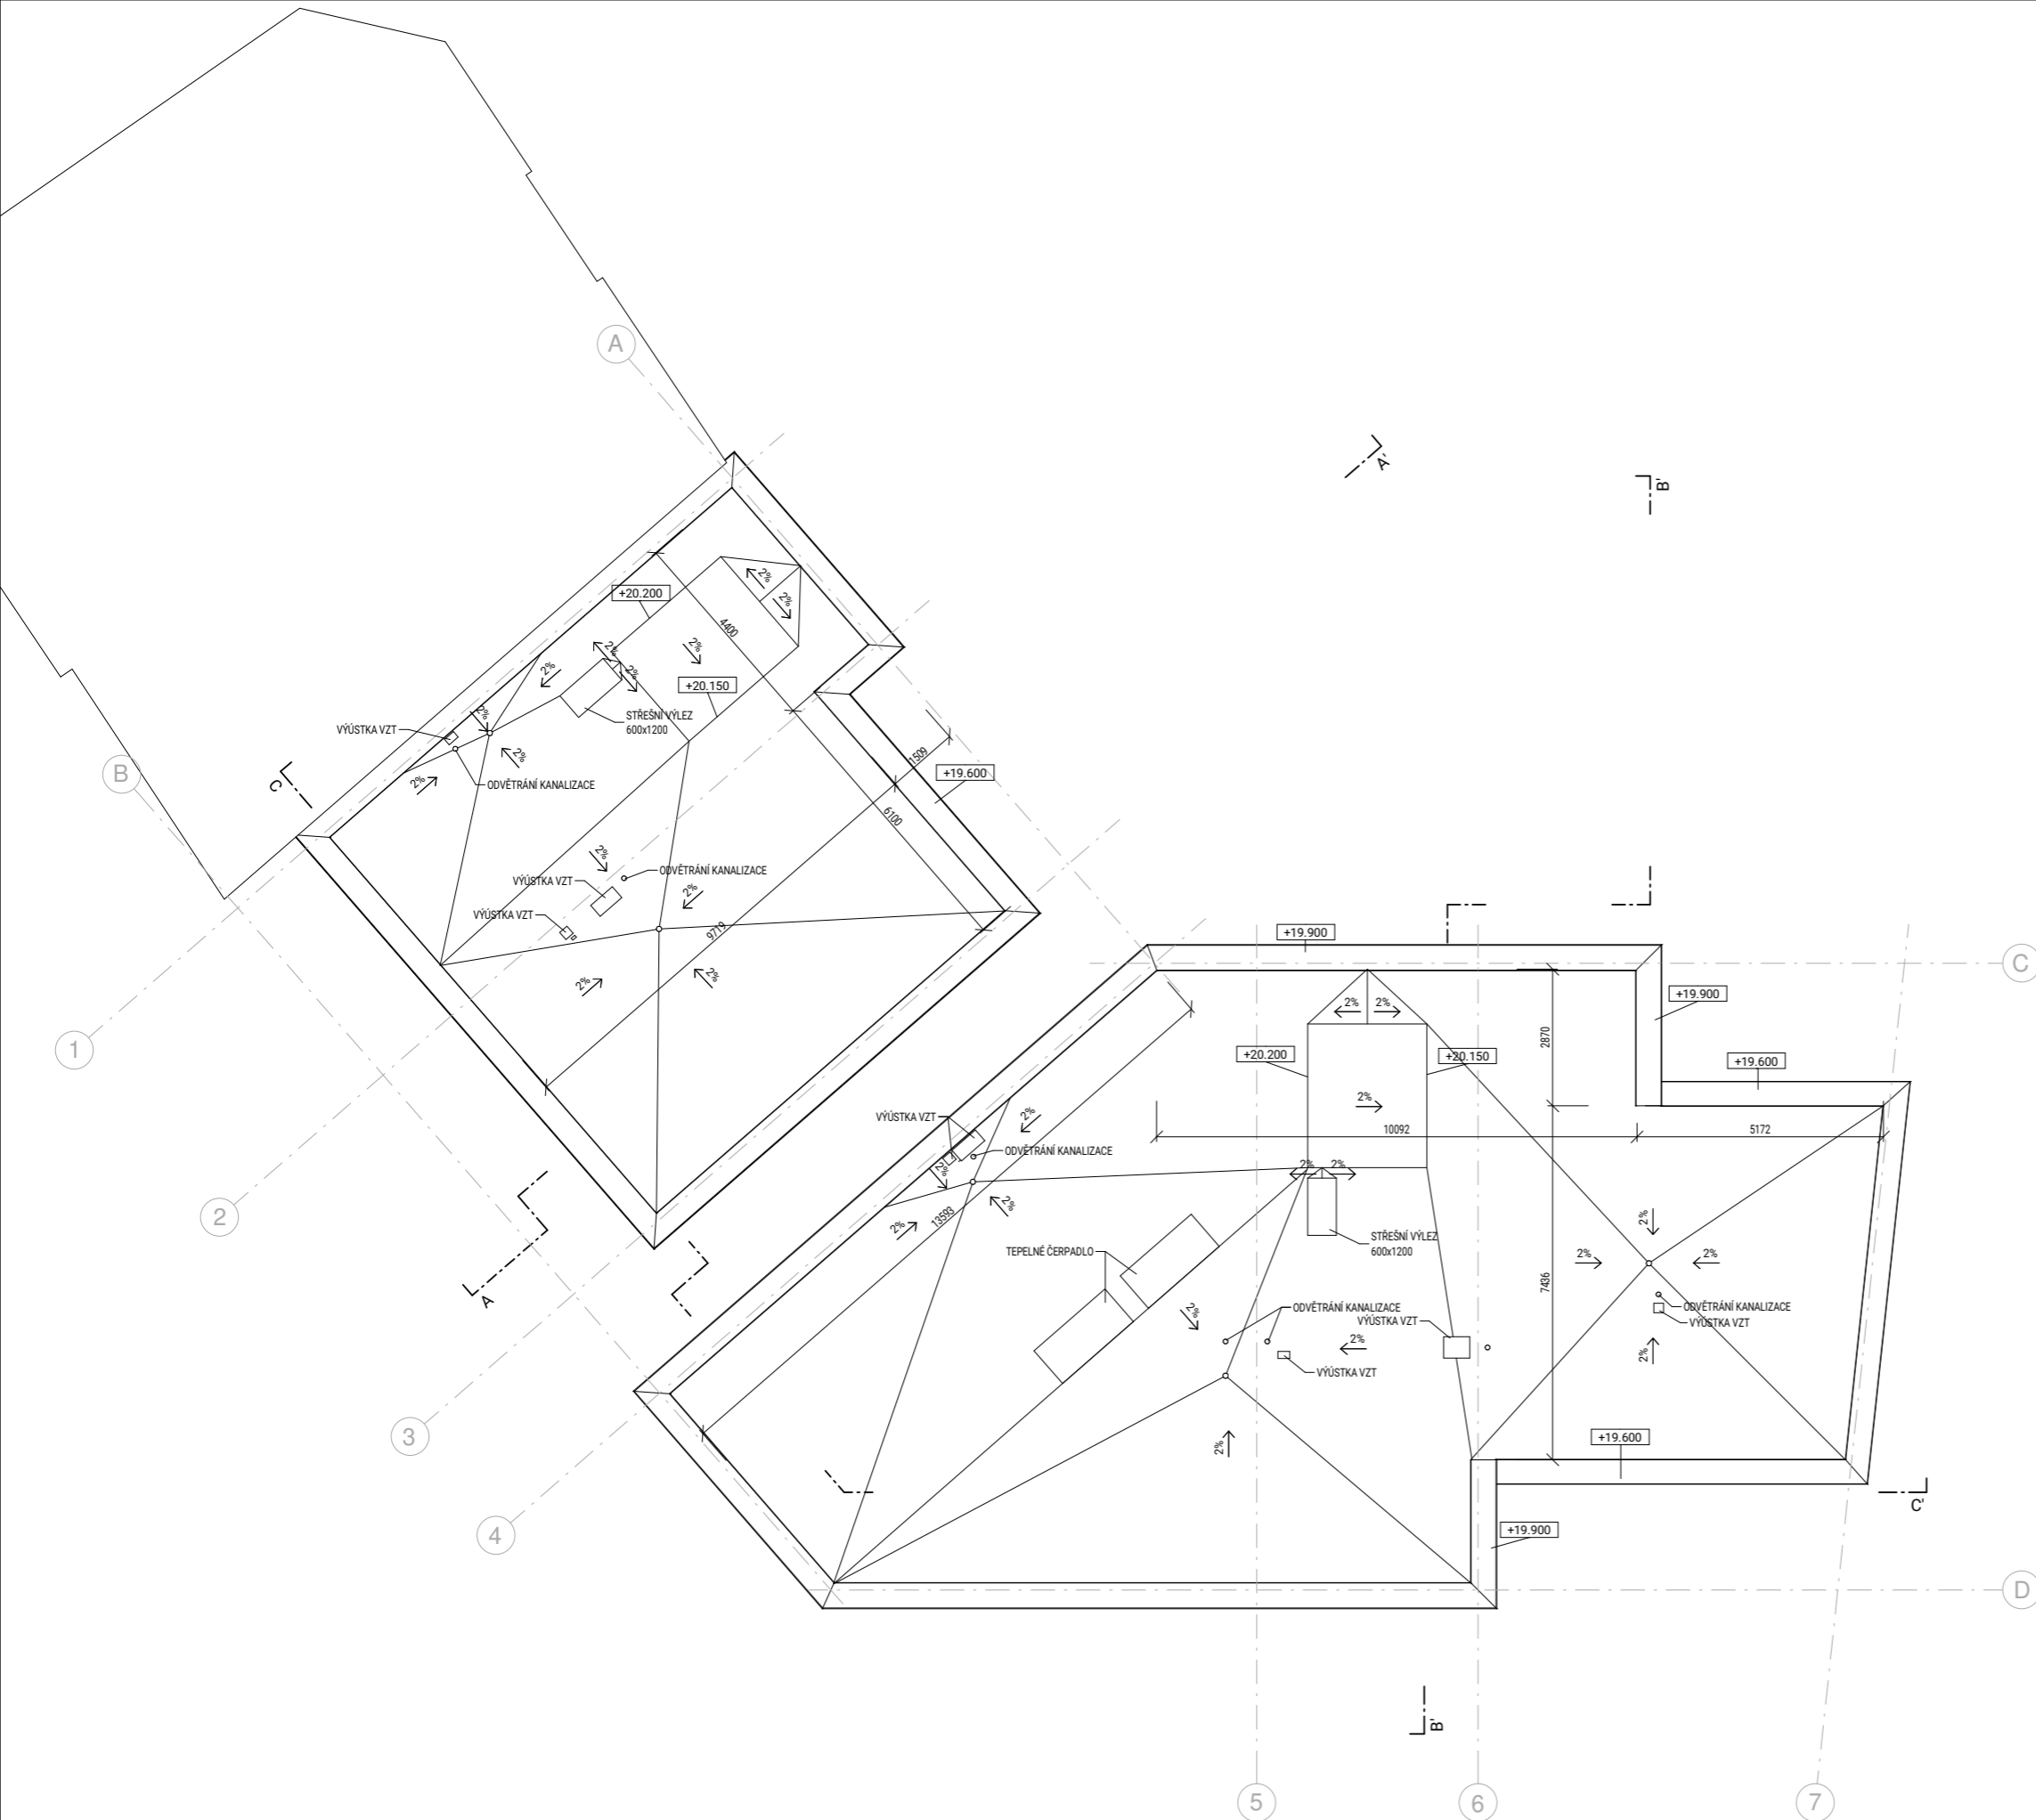 A
A'
B'
+20.200
2%
2%
4400
2%
2%
2%
2%
+20.150
STŘEŠNÍ VÝLEZ
600x1200
2%
VÝÚSTKA VZT
2%
2%
ODVĚTRÁNÍ KANALIZACE
B
C
1509
+19.600
6100
2%
ODVĚTRÁNÍ KANALIZACE
VÝÚSTKA VZT
2%
VÝÚSTKA VZT
9719
2%
2%
1
2
+19.900
C
+19.900
2%
2%
2870
+20.200
+20.150
+19.600
2%
10092
5172
VÝÚSTKA VZT
2%
ODVĚTRÁNÍ KANALIZACE
2%
2%
2%
2%
2%
13593
STŘEŠNÍ VÝLEZ
600x1200
TEPELNÉ ČERPADLO
2%
2%
2%
7436
2%
ODVĚTRÁNÍ KANALIZACE
VÝÚSTKA VZT
2%
VÝÚSTKA VZT
ODVĚTRÁNÍ KANALIZACE
VÝÚSTKA VZT
2%
A
3
4
2%
+19.600
C'
+19.900
D
B'
5
6
7